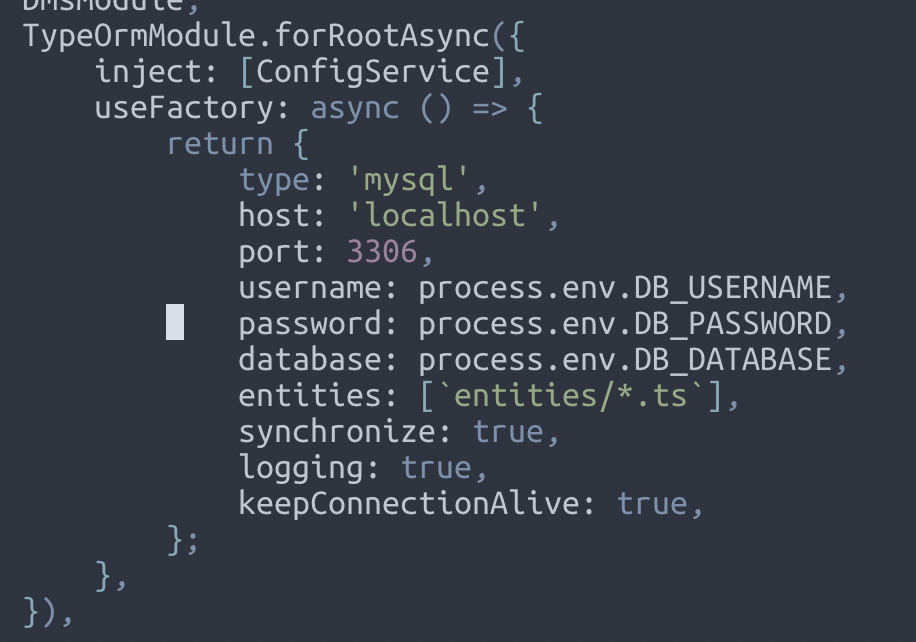 DmsModule,
TypeOrmModule.forRootAsync({
    inject: [ConfigService],
    useFactory: async () => {
        return {
            type: 'mysql',
            host: 'localhost',
            port: 3306,
            username: process.env.DB_USERNAME,
            password: process.env.DB_PASSWORD,
            database: process.env.DB_DATABASE,
            entities: [`entities/*.ts`],
            synchronize: true,
            logging: true,
            keepConnectionAlive: true,
        };
    },
}),